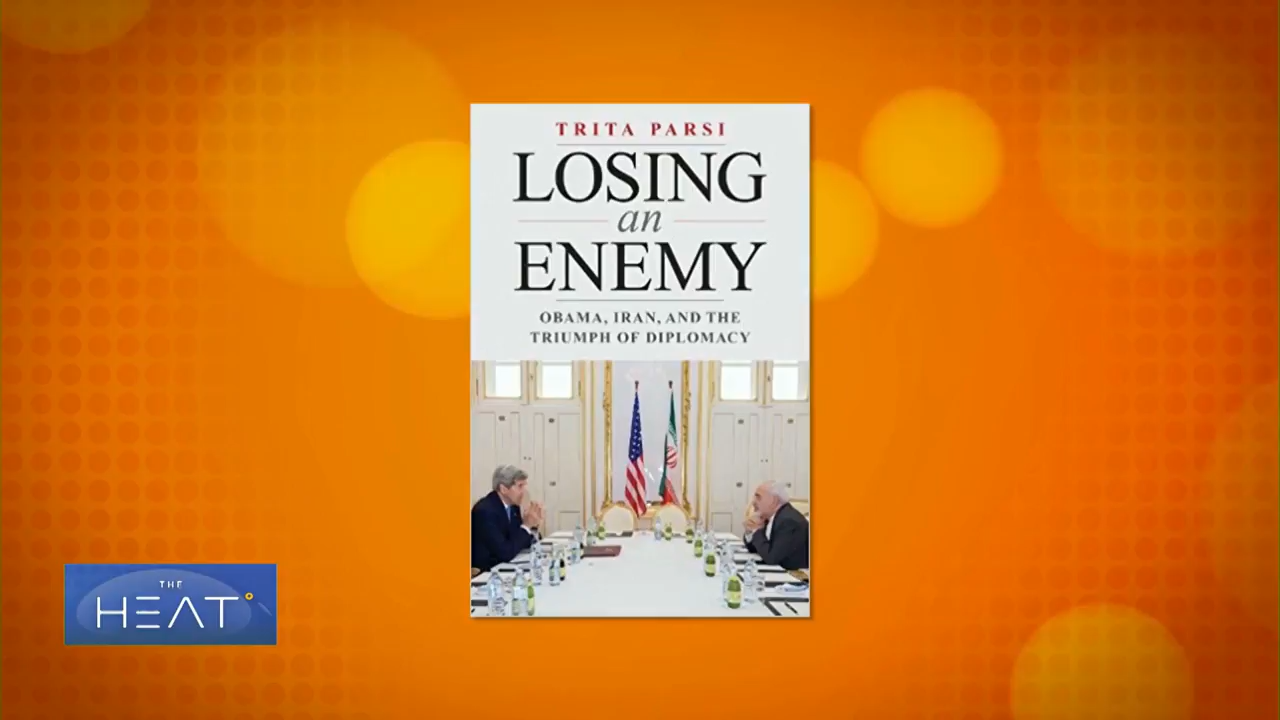 TRITA PARSI
LOSING
an
ENEMY
OBAMA, IRAN, AND THE
TRIUMPH OF DIPLOMACY
THE
HEAT